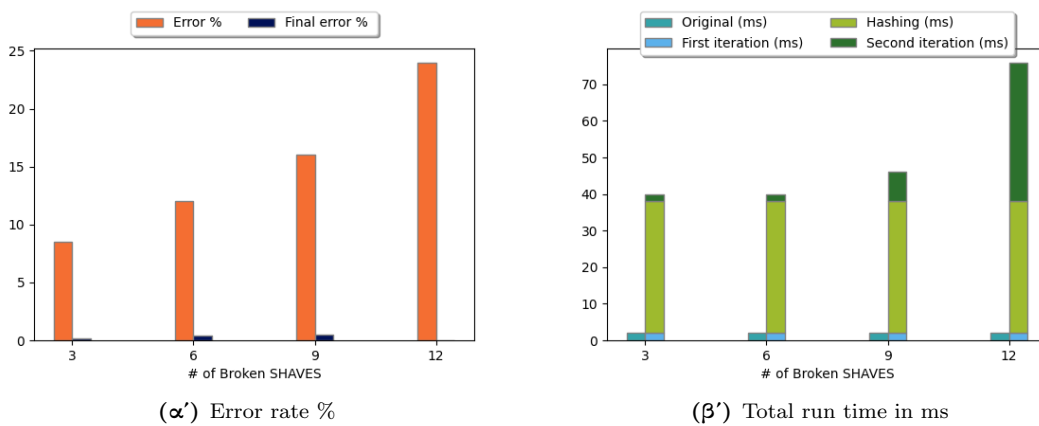 Error % Final error %
25
20
15
10
5
0
3 6 9 12
# of Broken SHAVES
(α′) Error rate %
Original (ms) Hashing (ms)
First iteration (ms) Second iteration (ms)
70
60
50
40
30
20
10
0
3 6 9 12
# of Broken SHAVES
(β′) Total run time in ms